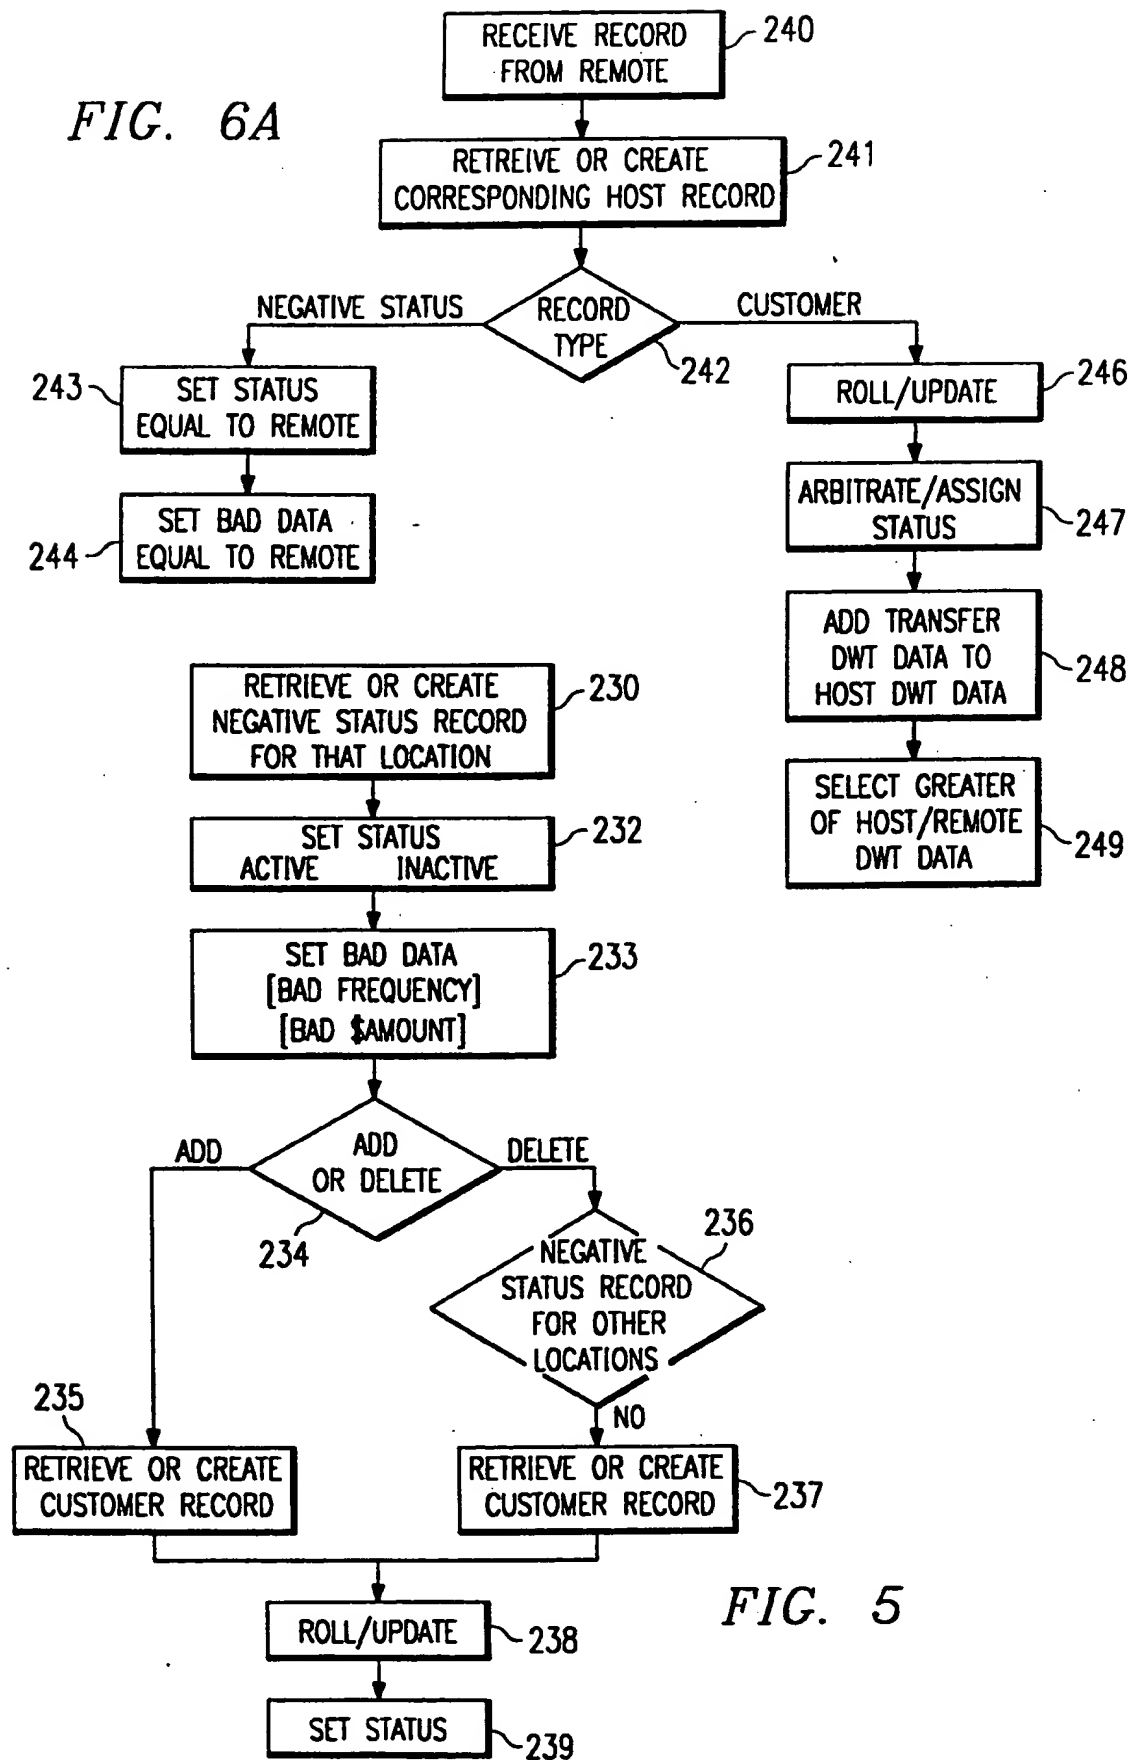 FIG. 6A
RECEIVE RECORD
FROM REMOTE
240
RETREIVE OR CREATE
CORRESPONDING HOST RECORD
241
RECORD
TYPE
242
NEGATIVE STATUS
CUSTOMER
SET STATUS
EQUAL TO REMOTE
243
SET BAD DATA
EQUAL TO REMOTE
244
ROLL/UPDATE
246
ARBITRATE/ASSIGN
STATUS
247
ADD TRANSFER
DWT DATA TO
HOST DWT DATA
248
SELECT GREATER
OF HOST/REMOTE
DWT DATA
249
RETRIEVE OR CREATE
NEGATIVE STATUS RECORD
FOR THAT LOCATION
230
SET STATUS
ACTIVE INACTIVE
232
SET BAD DATA
[BAD FREQUENCY]
[BAD $AMOUNT]
233
ADD
OR DELETE
234
ADD
DELETE
NEGATIVE
STATUS RECORD
FOR OTHER
LOCATIONS
236
NO
235
RETRIEVE OR CREATE
CUSTOMER RECORD
RETRIEVE OR CREATE
CUSTOMER RECORD
237
ROLL/UPDATE
238
SET STATUS
239
FIG. 5